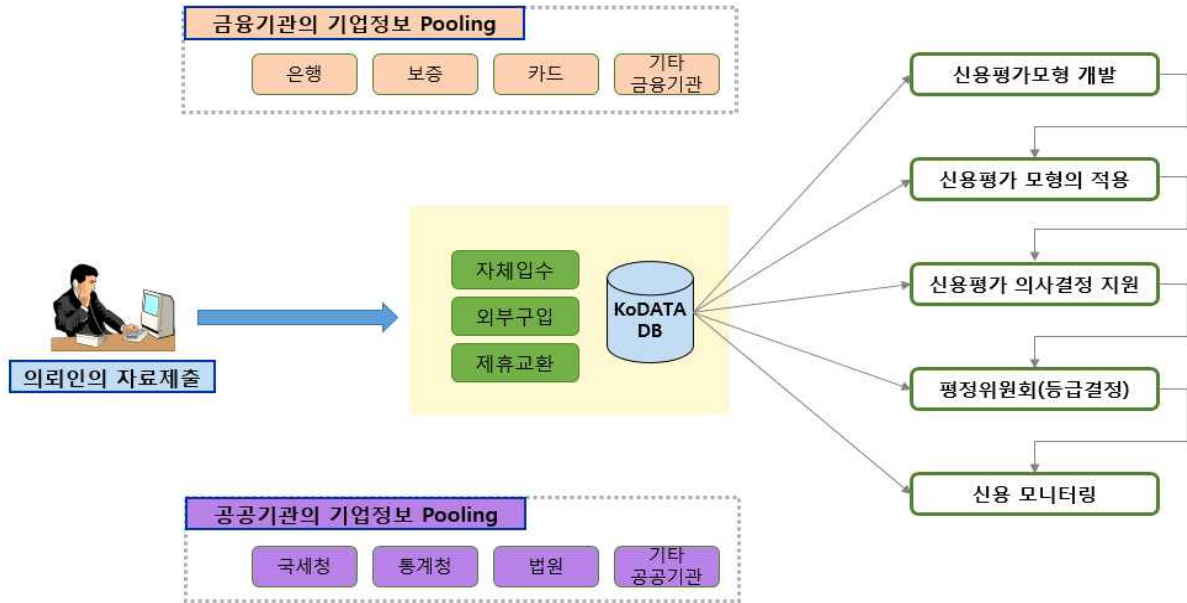 금융기관의 기업정보 Pooling
은행
보증
카드
기타
금융기관
신용평가모형 개발
신용평가 모형의 적용
자체입수
외부구입
제휴교환
KoDATA
DB
신용평가 의사결정 지원
의뢰인의 자료제출
평정위원회(등급결정)
신용 모니터링
공공기관의 기업정보 Pooling
국세청
통계청
법원
기타
공공기관